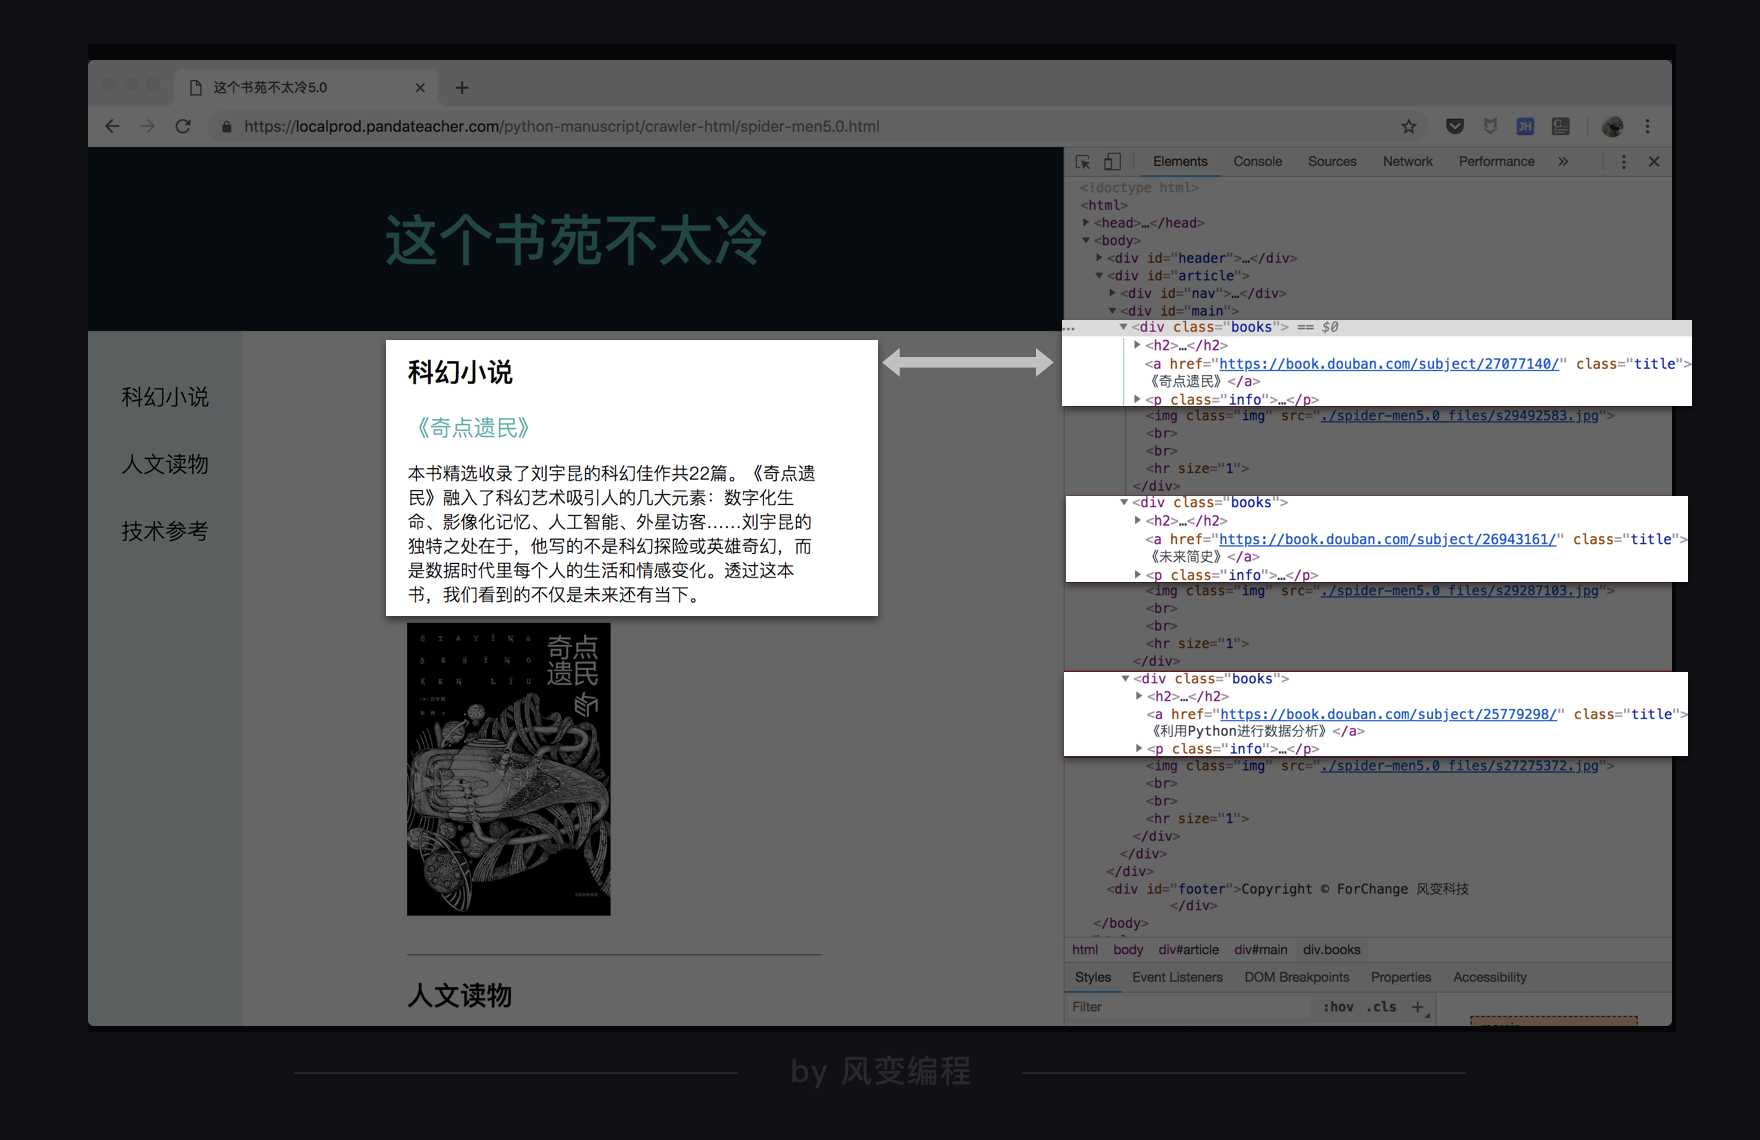 这个书苑不太冷5.0
https://localprod.pandateacher.com/python-manuscript/crawler-html/spider-men5.0.html
JH
这个书苑不太冷
科幻小说
人文读物
技术参考
科幻小说
《奇点遗民》
本书精选收录了刘宇昆的科幻佳作共22篇。《奇点遗
民》融入了科幻艺术吸引人的几大元素：数字化生
命、影像化记忆、人工智能、外星访客……刘宇昆的
独特之处在于，他写的不是科幻探险或英雄奇幻，而
是数据时代里每个人的生活和情感变化。透过这本
书，我们看到的不仅是未来还有当下。
奇点
遗民
人文读物
Elements Console Sources Network Performance »
<!doctype html>
<html>
<head>…</head>
<body>
<div id="header">…</div>
<div id="article">
<div id="nav">…</div>
<div id="main">
<div class="books"> == $0
<h2>…</h2>
<a href="https://book.douban.com/subject/27077140/" class="title">
《奇点遗民》</a>
<p class="info">…</p>
<img class="img" src="./spider-men5.0_files/s29492583.jpg">
<br>
<br>
<hr size="1">
</div>
<div class="books">
<h2>…</h2>
<a href="https://book.douban.com/subject/26943161/" class="title">
《未来简史》</a>
<p class="info">…</p>
<img class="img" src="./spider-men5.0_files/s29287103.jpg">
<br>
<br>
<hr size="1">
</div>
<div class="books">
<h2>…</h2>
<a href="https://book.douban.com/subject/25779298/" class="title">
《利用Python进行数据分析》</a>
<p class="info">…</p>
<img class="img" src="./spider-men5.0_files/s27275372.jpg">
<br>
<br>
<hr size="1">
</div>
</div>
</div>
<div id="footer">Copyright © ForChange 风变科技
</div>
</body>
html body div#article div#main div.books
Styles Event Listeners DOM Breakpoints Properties Accessibility
Filter :hov .cls +
by 风变编程